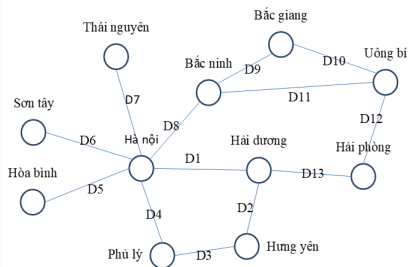 Bắc giang
Thái nguyên
Uông bí
Bắc ninh
D10
D9
D7
D11
Sơn tây
D8
D12
Hà nội
D6
Hải dương
Hải phòng
Hòa bình
D1
D13
D5
D4
D2
Phủ lý
D3
Hưng yên